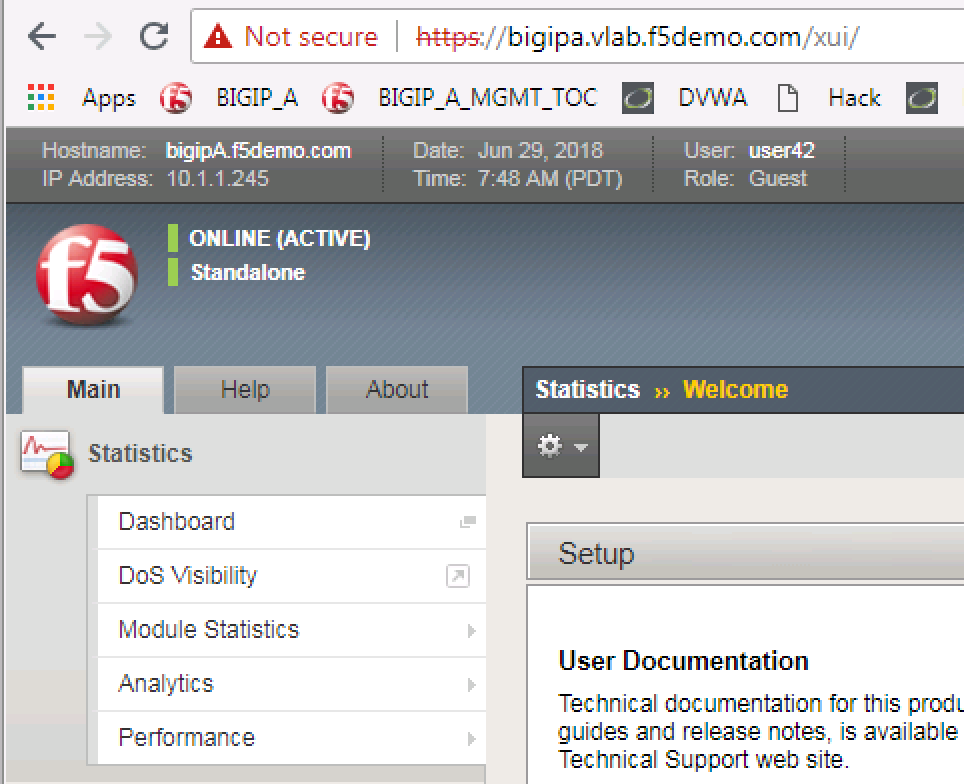 Not secure | https://bigipa.vlab.f5demo.com/xui/
Apps BIGIP_A BIGIP_A_MGMT_TOC DVWA Hack
Hostname: bigipA.f5demo.com Date: Jun 29, 2018 User: user42
IP Address: 10.1.1.245 Time: 7:48 AM (PDT) Role: Guest
f5
ONLINE (ACTIVE)
Standalone
Main Help About
Statistics ›› Welcome
Statistics
Dashboard
DoS Visibility
Module Statistics
Analytics
Performance
Setup
User Documentation
Technical documentation for this produ
guides and release notes, is available
Technical Support web site.